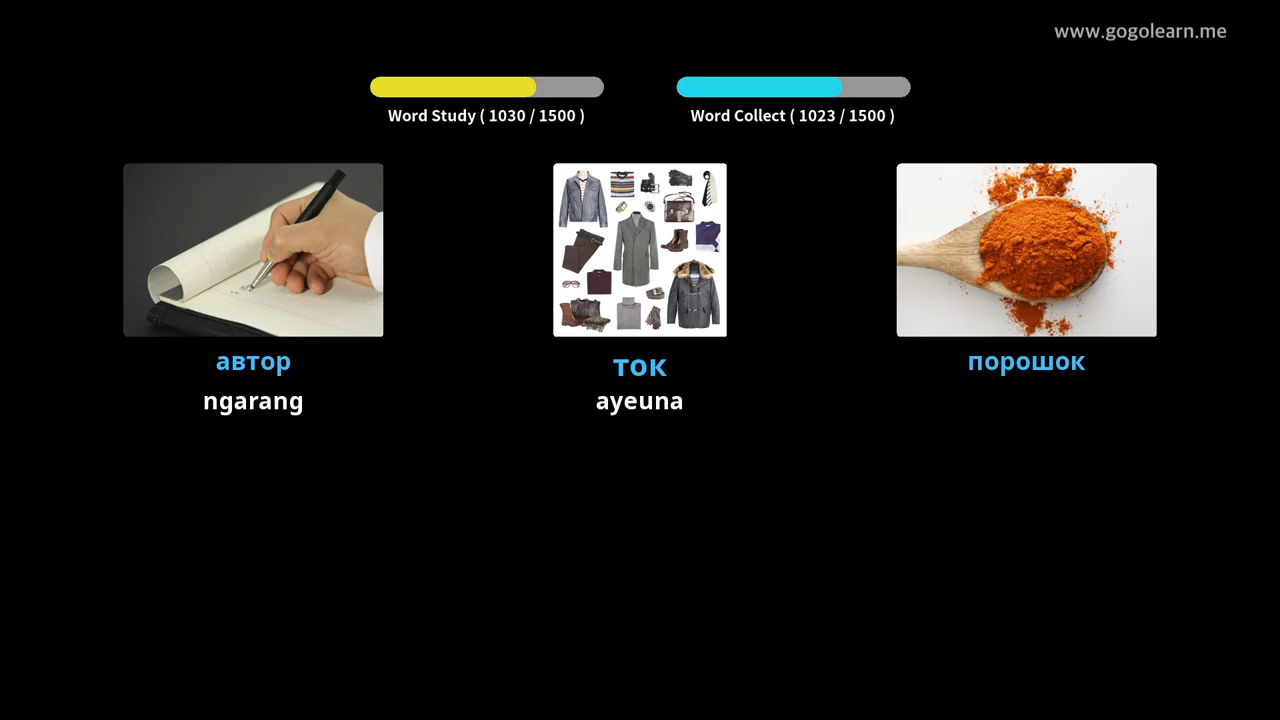 www.gogolearn.me
Word Study ( 1030 / 1500 )
Word Collect ( 1023 / 1500 )
автор
ngarang
ток
ayeuna
порошок